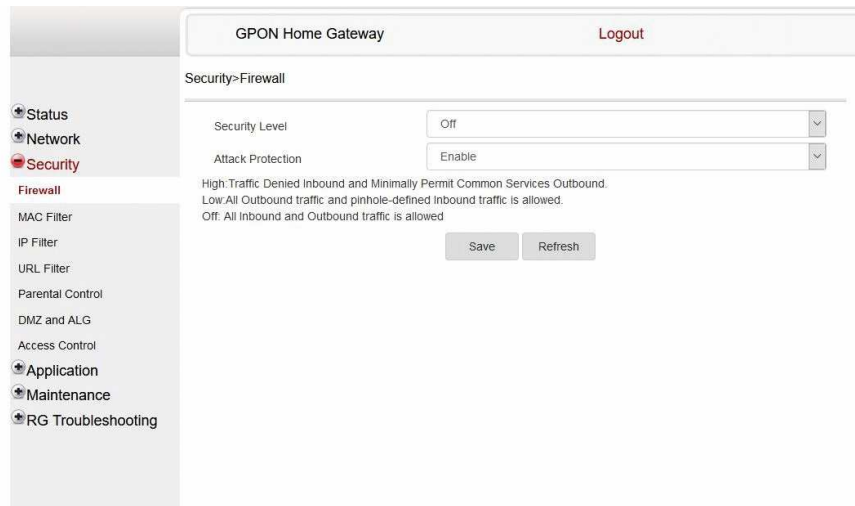 GPON Home Gateway
Logout
Security>Firewall
Status
Network
Security
Firewall
MAC Filter
IP Filter
URL Filter
Parental Control
DMZ and ALG
Access Control
Application
Maintenance
RG Troubleshooting
Security Level
Off
Attack Protection
Enable
High:Traffic Denied Inbound and Minimally Permit Common Services Outbound.
Low:All Outbound traffic and pinhole-defined Inbound traffic is allowed.
Off: All Inbound and Outbound traffic is allowed
Save
Refresh